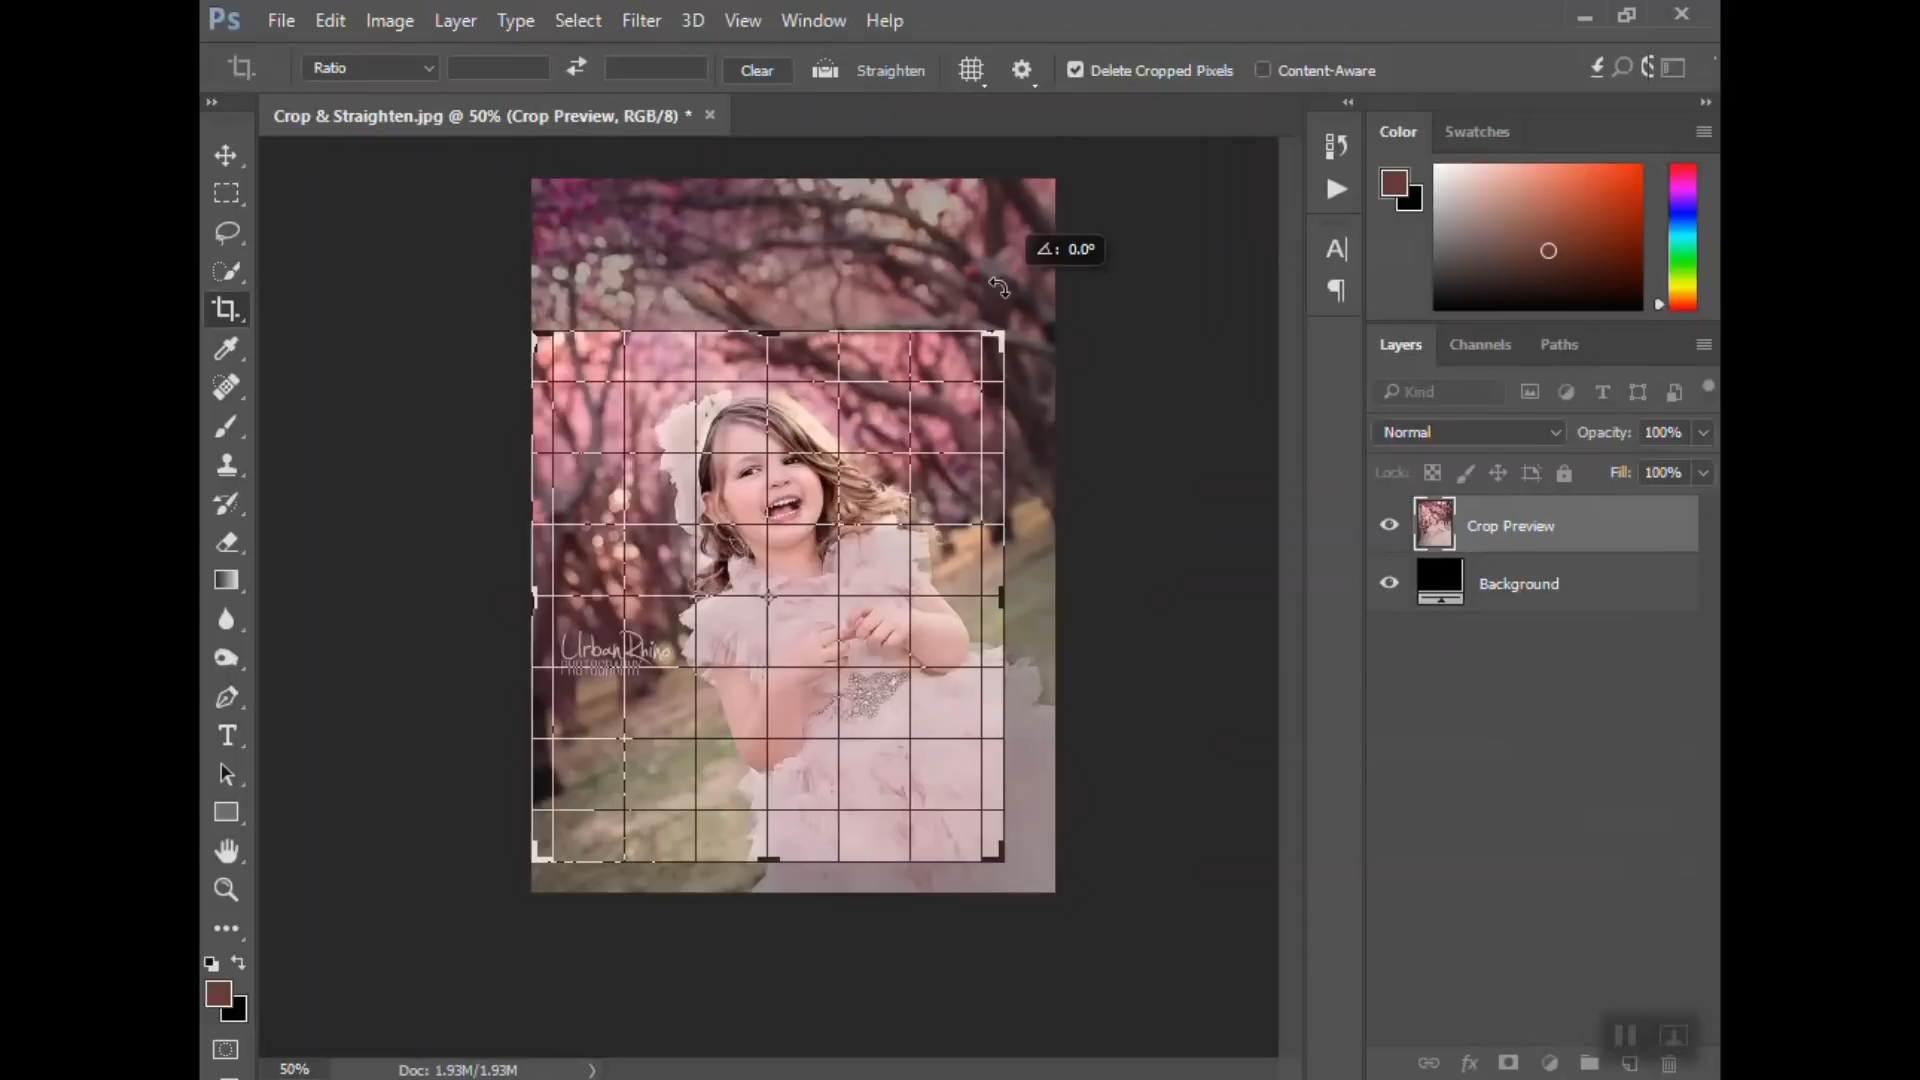 Ps File Edit Image Layer Type Select Filter 3D View Window Help
Ratio Clear Straighten Delete Cropped Pixels Content-Aware
Crop & Straighten.jpg @ 50% (Crop Preview, RGB/8) * ×
Color Swatches
0.0°
Layers Channels Paths
Kind
Normal Opacity: 100%
Lock: Fill: 100%
Crop Preview
Background
UrbanRhino
PHOTOGRAPHY
50% Doc: 1.93M/1.93M